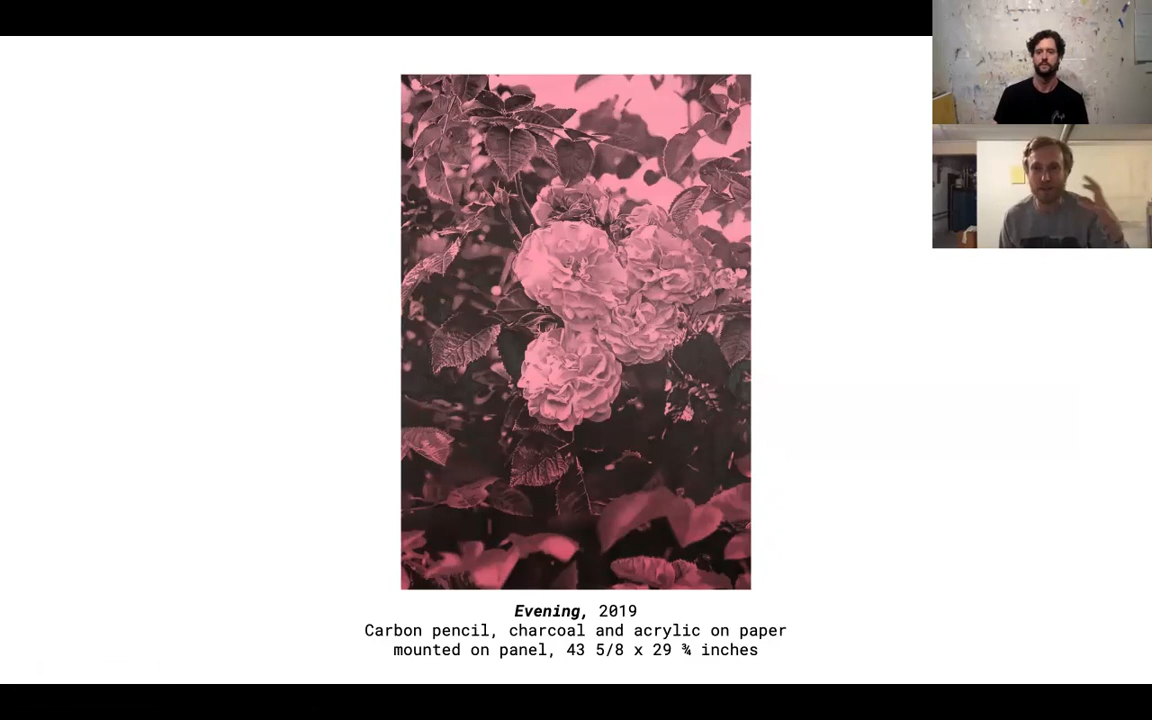 Evening, 2019
Carbon pencil, charcoal and acrylic on paper
mounted on panel, 43 5/8 x 29 ¾ inches